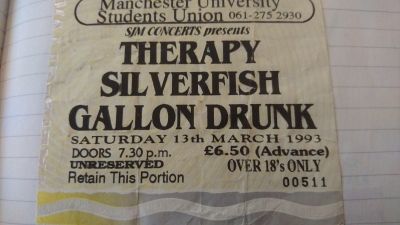 Manchester University
Students Union 061-275 2930
SJM CONCERTS presents
THERAPY
SILVERFISH
GALLON DRUNK
SATURDAY 13th MARCH 1993
DOORS 7.30 p.m. £6.50 (Advance)
UNRESERVED OVER 18's ONLY
Retain This Portion 00511